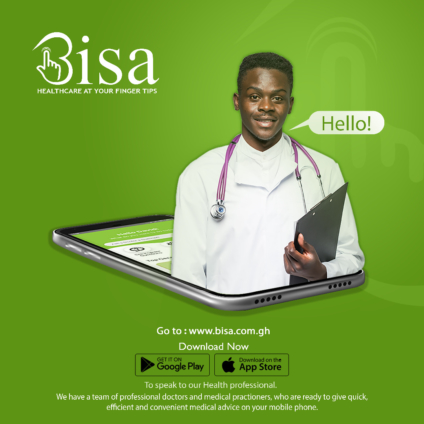 Bisa
HEALTHCARE AT YOUR FINGER TIPS
Hello!
Go to : www.bisa.com.gh
Download Now
GET IT ON
Google Play
Download on the
App Store
To speak to our Health professional.
We have a team of professional doctors and medical practioners, who are ready to give quick,
efficient and convenient medical advice on your mobile phone.